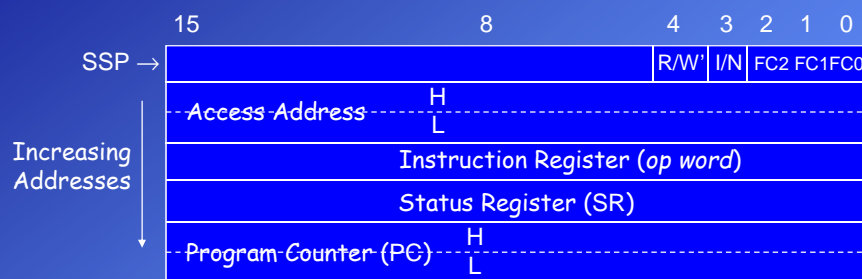 15 8 4 3 2 1 0
SSP → R/W' I/N FC2 FC1FC0
H
Access Address
L
Increasing
Addresses
Instruction Register (op word)
Status Register (SR)
H
Program Counter (PC)
L